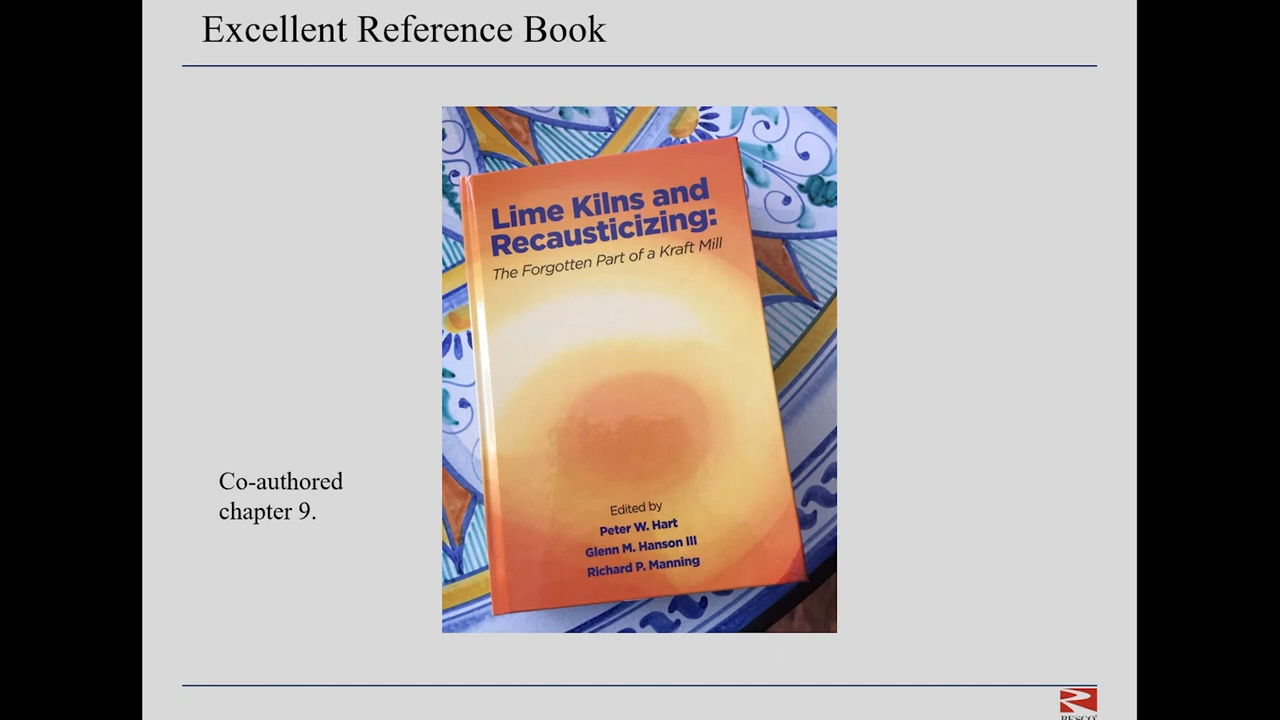 Excellent Reference Book
Lime Kilns and
Recausticizing:
The Forgotten Part of a Kraft Mill
Edited by
Peter W. Hart
Glenn M. Hanson III
Richard P. Manning
Co-authored
chapter 9.
RESCO